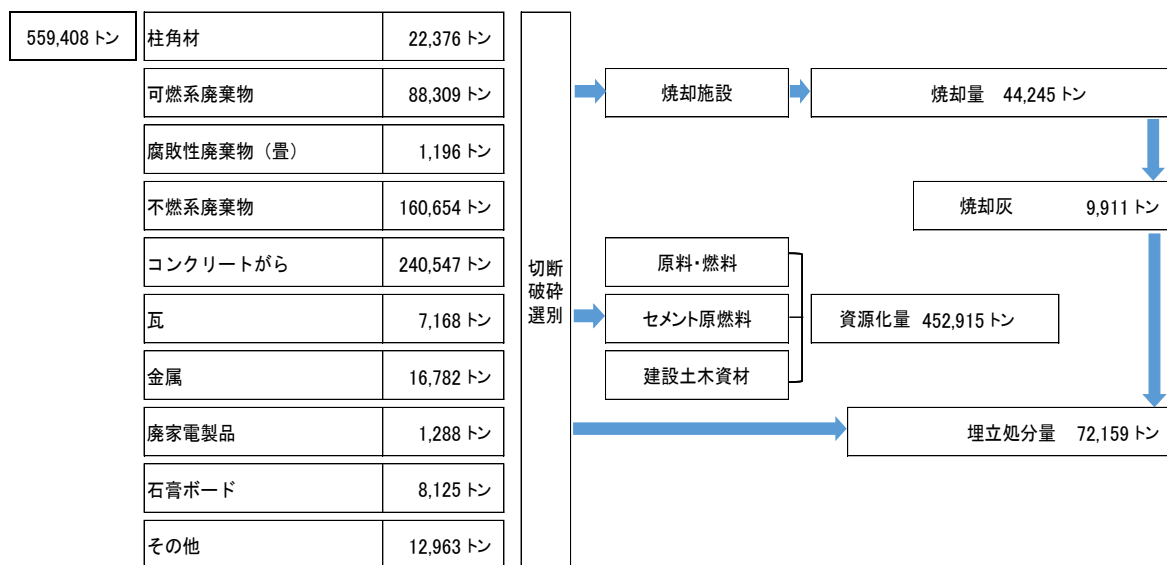 559,408 トン
柱角材 22,376 トン
可燃系廃棄物 88,309 トン
腐敗性廃棄物（畳） 1,196 トン
不燃系廃棄物 160,654 トン
コンクリートがら 240,547 トン
瓦 7,168 トン
金属 16,782 トン
廃家電製品 1,288 トン
石膏ボード 8,125 トン
その他 12,963 トン
切断
破砕
選別
焼却施設
焼却量 44,245 トン
焼却灰 9,911 トン
原料・燃料
セメント原燃料
建設土木資材
資源化量 452,915 トン
埋立処分量 72,159 トン